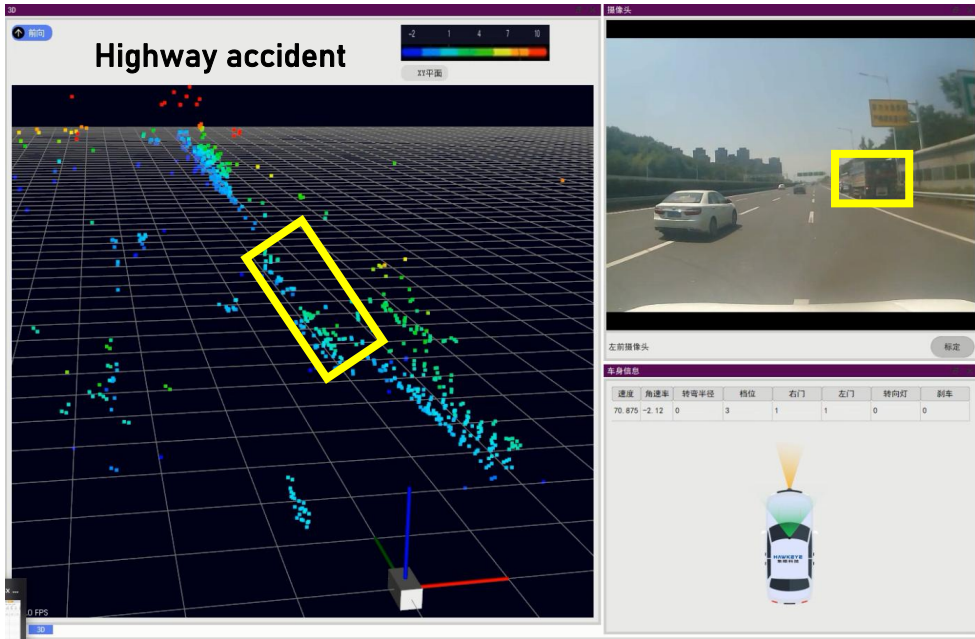 3D
前向
Highway accident
-2 1 4 7 10
XY平面
FPS
3D
摄像头
左前摄像头
标定
车身信息
速度 角速率 转弯半径 档位 右门 左门 转向灯 刹车
70.875 -2.12 0 3 1 1 0 0
HAWKEYE